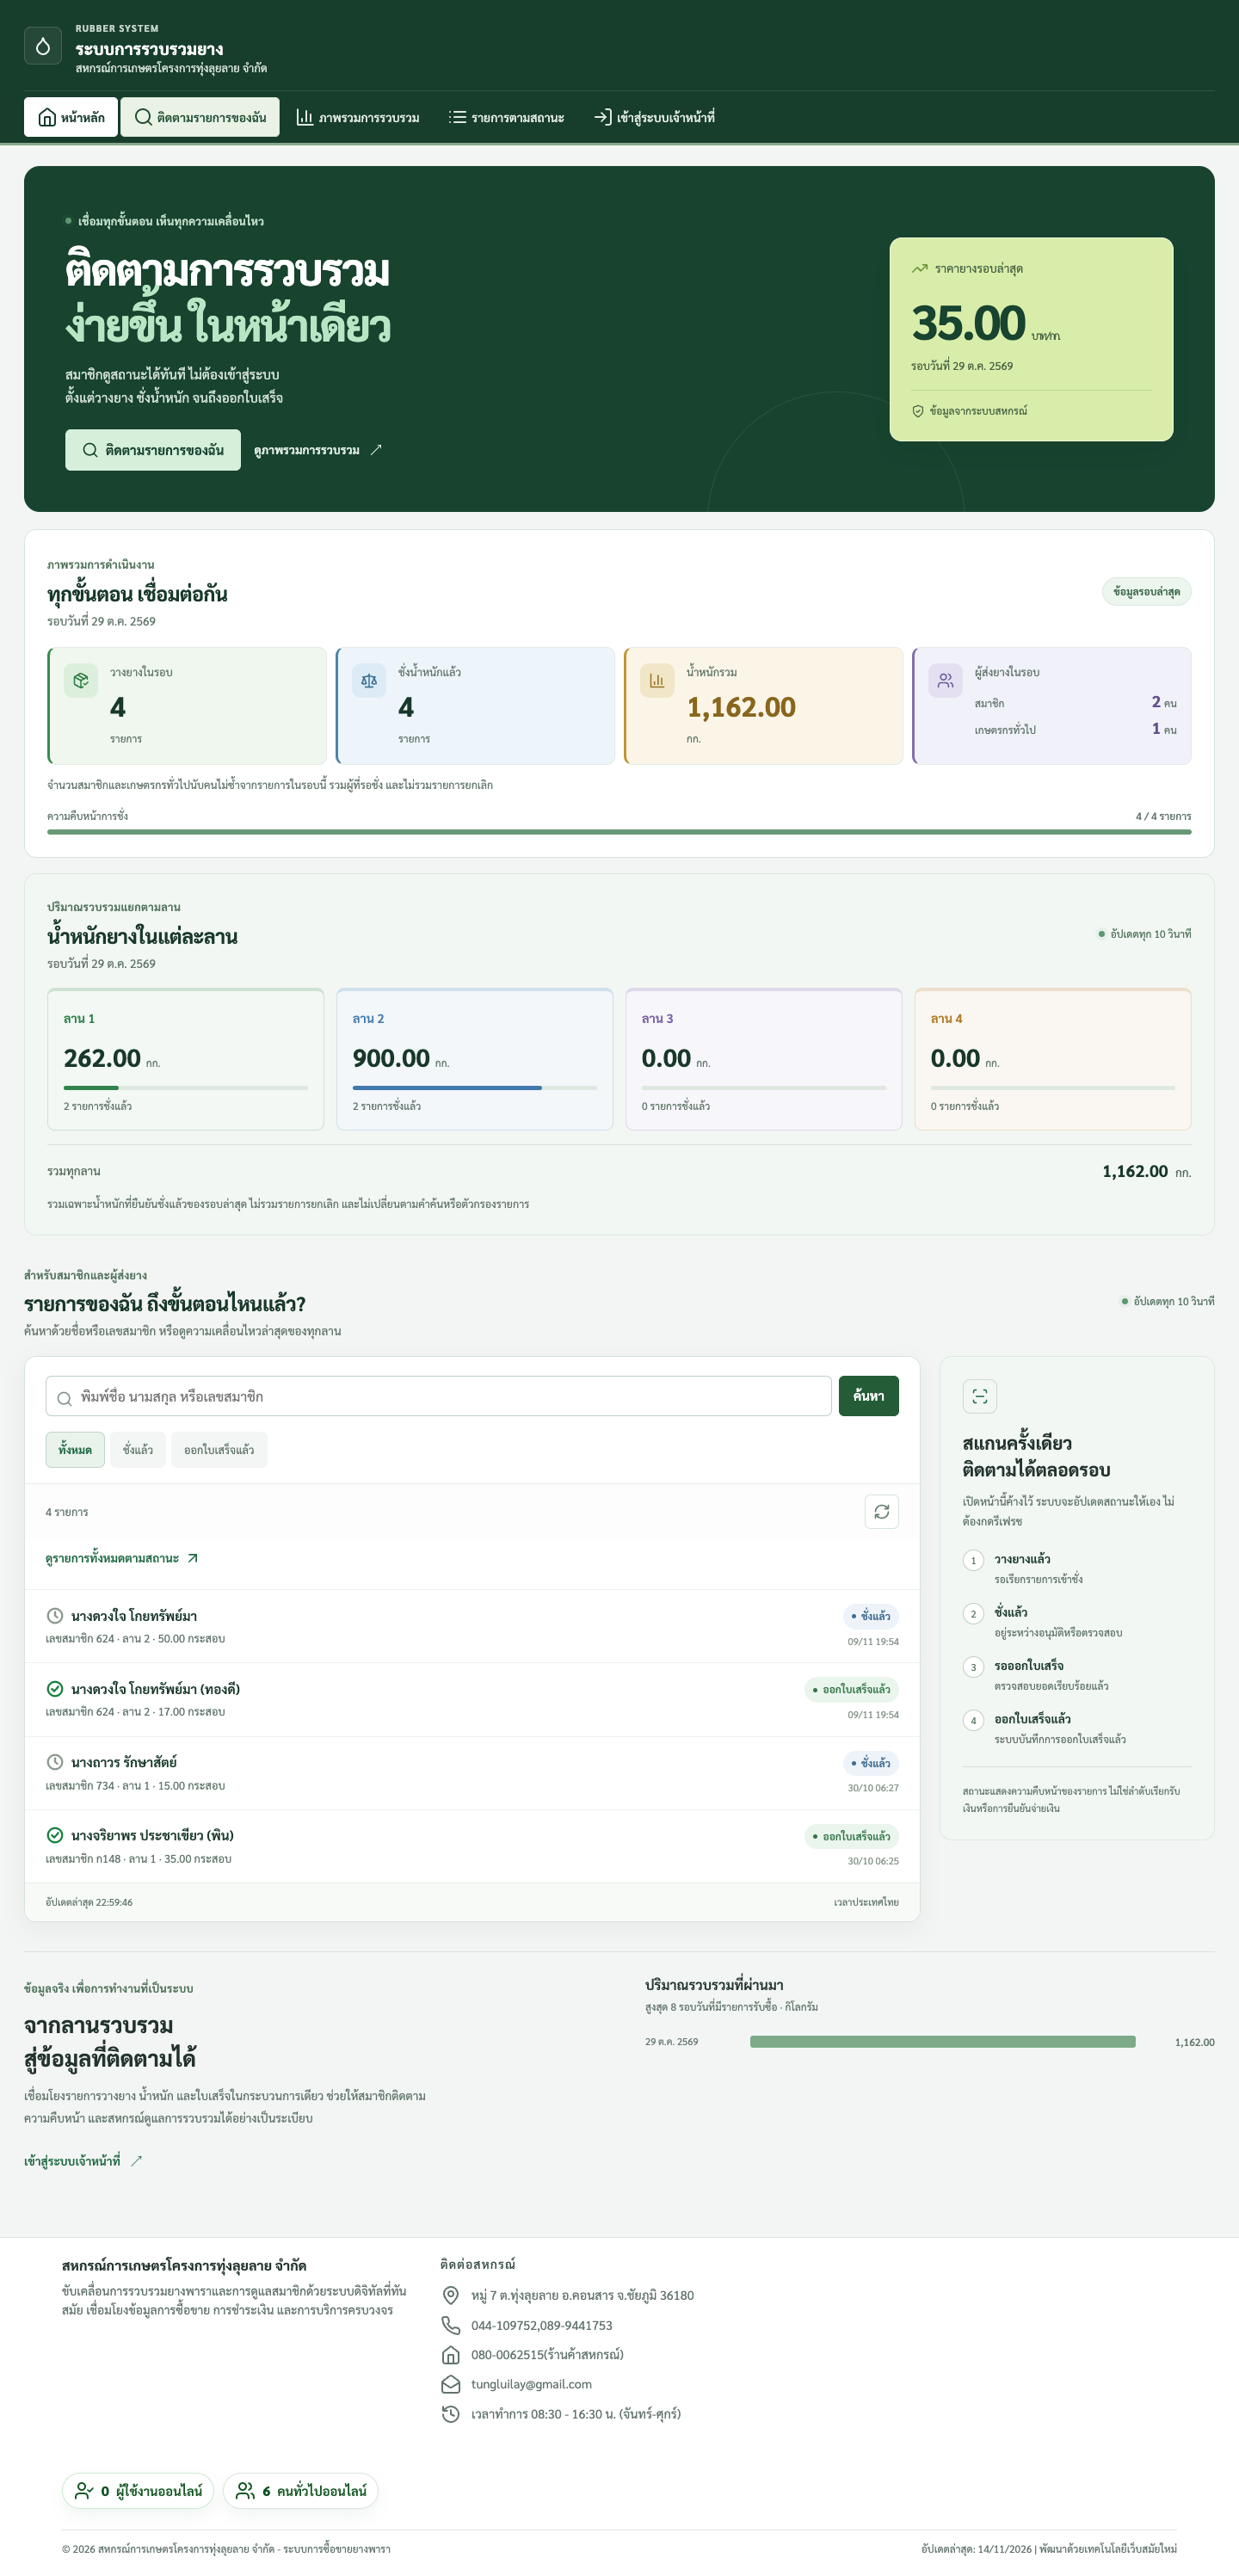 RUBBER SYSTEM
ระบบการรวบรวมยาง
สหกรณ์การเกษตรโครงการทุ่งลุยลาย จำกัด
หน้าหลัก
ติดตามรายการของฉัน
ภาพรวมการรวบรวม
รายการตามสถานะ
เข้าสู่ระบบเจ้าหน้าที่
เชื่อมทุกขั้นตอน เห็นทุกความเคลื่อนไหว
ติดตามการรวบรวม
ง่ายขึ้น ในหน้าเดียว
สมาชิกดูสถานะได้ทันที ไม่ต้องเข้าสู่ระบบ
ตั้งแต่วางยาง ชั่งน้ำหนัก จนถึงออกใบเสร็จ
ติดตามรายการของฉัน
ดูภาพรวมการรวบรวม
ราคายางรอบล่าสุด
35.00 บาท/กก.
รอบวันที่ 29 ต.ค. 2569
ข้อมูลจากระบบสหกรณ์
ภาพรวมการดำเนินงาน
ทุกขั้นตอน เชื่อมต่อกัน
รอบวันที่ 29 ต.ค. 2569
ข้อมูลรอบล่าสุด
วางยางในรอบ
4
รายการ
ชั่งน้ำหนักแล้ว
4
รายการ
น้ำหนักรวม
1,162.00
กก.
ผู้ส่งยางในรอบ
สมาชิก 2 คน
เกษตรกรทั่วไป 1 คน
จำนวนสมาชิกและเกษตรกรทั่วไปนับคนไม่ซ้ำจากรายการในรอบนี้ รวมผู้ที่รอชั่ง และไม่รวมรายการยกเลิก
ความคืบหน้าการชั่ง
4 / 4 รายการ
ปริมาณรวบรวมแยกตามลาน
น้ำหนักยางในแต่ละลาน
รอบวันที่ 29 ต.ค. 2569
อัปเดตทุก 10 วินาที
ลาน 1
262.00 กก.
2 รายการชั่งแล้ว
ลาน 2
900.00 กก.
2 รายการชั่งแล้ว
ลาน 3
0.00 กก.
0 รายการชั่งแล้ว
ลาน 4
0.00 กก.
0 รายการชั่งแล้ว
รวมทุกลาน
1,162.00 กก.
รวมเฉพาะน้ำหนักที่ยืนยันชั่งแล้วของรอบล่าสุด ไม่รวมรายการยกเลิก และไม่เปลี่ยนตามคำค้นหรือตัวกรองรายการ
สำหรับสมาชิกและผู้ส่งยาง
รายการของฉัน ถึงขั้นตอนไหนแล้ว?
ค้นหาด้วยชื่อหรือเลขสมาชิก หรือดูความเคลื่อนไหวล่าสุดของทุกลาน
อัปเดตทุก 10 วินาที
พิมพ์ชื่อ นามสกุล หรือเลขสมาชิก
ค้นหา
ทั้งหมด
ชั่งแล้ว
ออกใบเสร็จแล้ว
4 รายการ
ดูรายการทั้งหมดตามสถานะ
นางดวงใจ โกยทรัพย์มา
เลขสมาชิก 624 · ลาน 2 · 50.00 กระสอบ
ชั่งแล้ว
09/11 19:54
นางดวงใจ โกยทรัพย์มา (ทองดี)
เลขสมาชิก 624 · ลาน 2 · 17.00 กระสอบ
ออกใบเสร็จแล้ว
09/11 19:54
นางถาวร รักษาสัตย์
เลขสมาชิก 734 · ลาน 1 · 15.00 กระสอบ
ชั่งแล้ว
30/10 06:27
นางจริยาพร ประชาเขียว (พิน)
เลขสมาชิก ก148 · ลาน 1 · 35.00 กระสอบ
ออกใบเสร็จแล้ว
30/10 06:25
อัปเดตล่าสุด 22:59:46
เวลาประเทศไทย
สแกนครั้งเดียว
ติดตามได้ตลอดรอบ
เปิดหน้านี้ค้างไว้ ระบบจะอัปเดตสถานะให้เอง ไม่
ต้องกดรีเฟรช
1
วางยางแล้ว
รอเรียกรายการเข้าชั่ง
2
ชั่งแล้ว
อยู่ระหว่างอนุมัติหรือตรวจสอบ
3
รอออกใบเสร็จ
ตรวจสอบยอดเรียบร้อยแล้ว
4
ออกใบเสร็จแล้ว
ระบบบันทึกการออกใบเสร็จแล้ว
สถานะแสดงความคืบหน้าของรายการ ไม่ใช่ลำดับเรียกรับ
เงินหรือการยืนยันจ่ายเงิน
ข้อมูลจริง เพื่อการทำงานที่เป็นระบบ
จากลานรวบรวม
สู่ข้อมูลที่ติดตามได้
เชื่อมโยงรายการวางยาง น้ำหนัก และใบเสร็จในกระบวนการเดียว ช่วยให้สมาชิกติดตาม
ความคืบหน้า และสหกรณ์ดูแลการรวบรวมได้อย่างเป็นระเบียบ
เข้าสู่ระบบเจ้าหน้าที่
ปริมาณรวบรวมที่ผ่านมา
สูงสุด 8 รอบวันที่มีรายการรับซื้อ · กิโลกรัม
29 ต.ค. 2569
1,162.00
สหกรณ์การเกษตรโครงการทุ่งลุยลาย จำกัด
ขับเคลื่อนการรวบรวมยางพาราและการดูแลสมาชิกด้วยระบบดิจิทัลที่ทัน
สมัย เชื่อมโยงข้อมูลการซื้อขาย การชำระเงิน และการบริการครบวงจร
ติดต่อสหกรณ์
หมู่ 7 ต.ทุ่งลุยลาย อ.คอนสาร จ.ชัยภูมิ 36180
044-109752,089-9441753
080-0062515(ร้านค้าสหกรณ์)
tungluilay@gmail.com
เวลาทำการ 08:30 - 16:30 น. (จันทร์-ศุกร์)
0 ผู้ใช้งานออนไลน์
6 คนทั่วไปออนไลน์
© 2026 สหกรณ์การเกษตรโครงการทุ่งลุยลาย จำกัด - ระบบการซื้อขายยางพารา
อัปเดตล่าสุด: 14/11/2026 | พัฒนาด้วยเทคโนโลยีเว็บสมัยใหม่